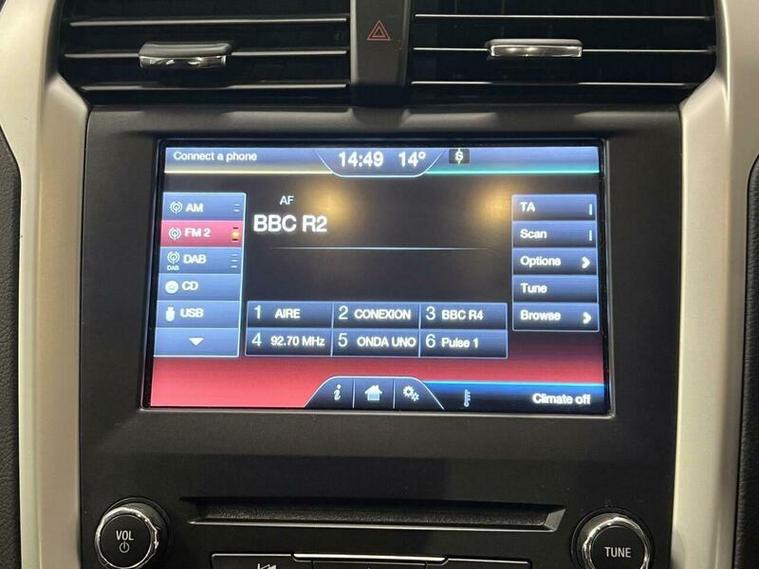 Connect a phone 14:49 14°
AF
BBC R2
AM
FM 2
DAB
DAB
CD
USB
TA
Scan
Options
Tune
Browse
1 AIRE 2 CONEXION 3 BBC R4
4 92.70 MHz 5 ONDA UNO 6 Pulse 1
Climate off
VOL
TUNE